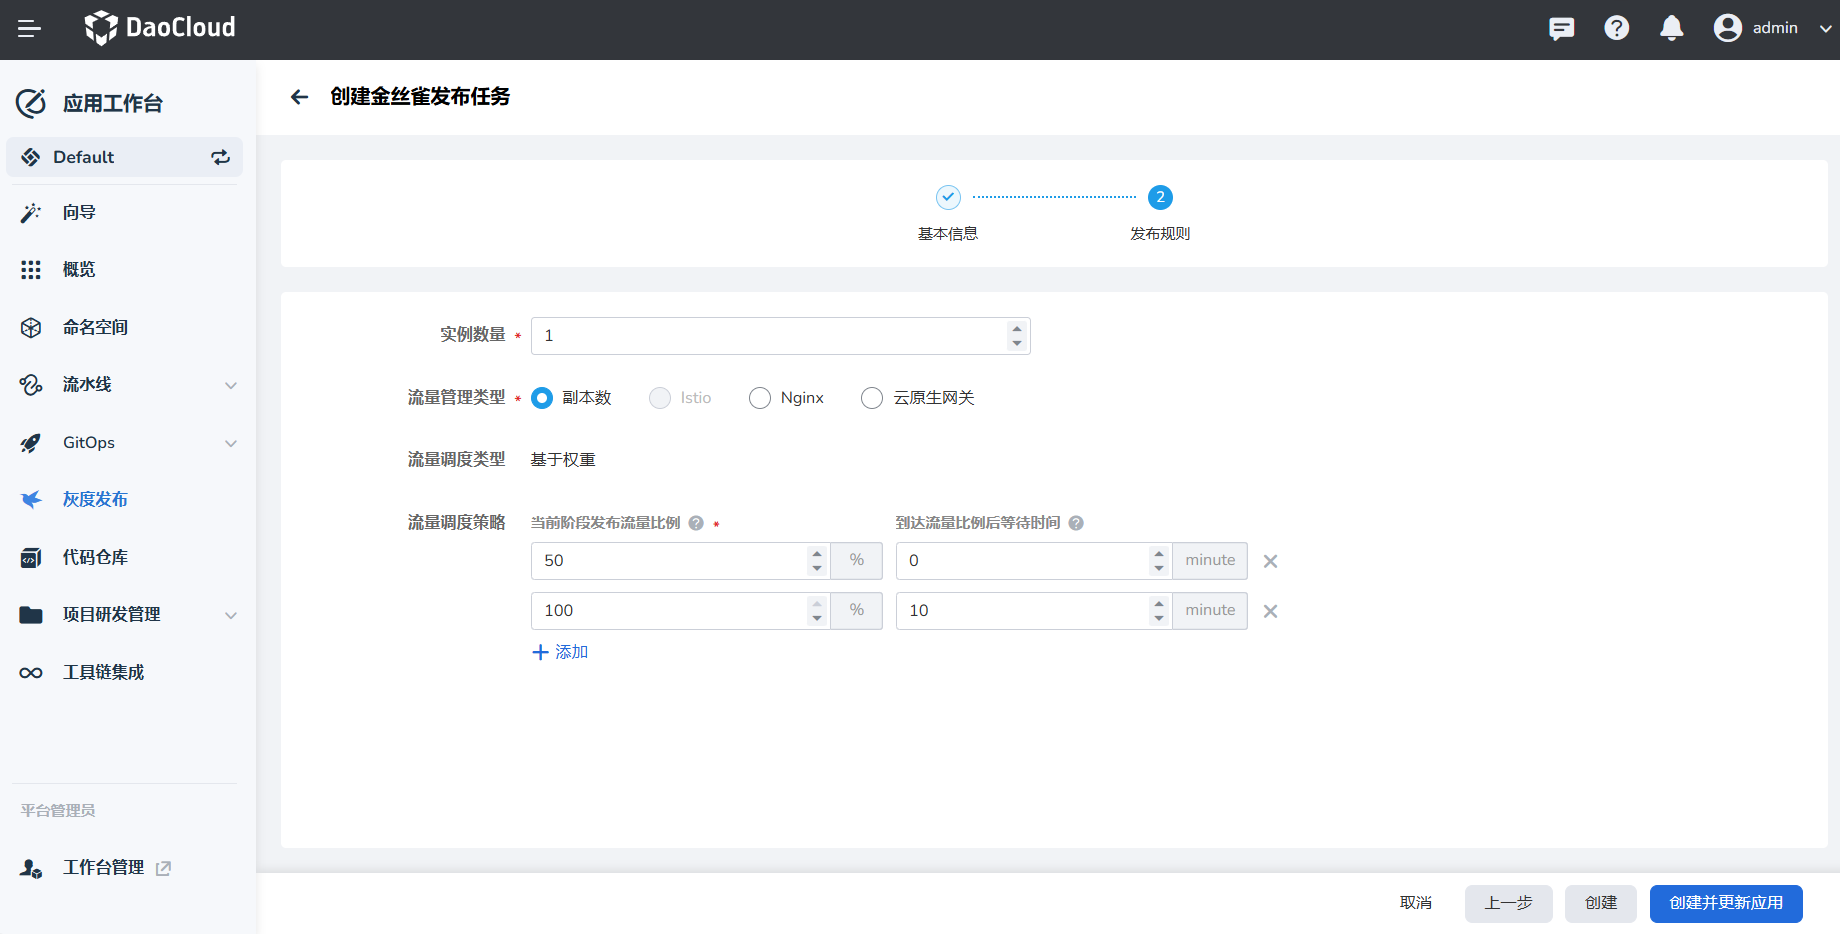 DaoCloud
admin
应用工作台
Default
向导
概览
命名空间
流水线
GitOps
灰度发布
代码仓库
项目研发管理
工具链集成
平台管理员
工作台管理
创建金丝雀发布任务
2
基本信息
发布规则
实例数量 * 1
流量管理类型 * 副本数 Istio Nginx 云原生网关
流量调度类型 基于权重
流量调度策略 当前阶段发布流量比例 ? * 到达流量比例后等待时间 ?
50 % 0 minute
100 % 10 minute
添加
取消 上一步 创建 创建并更新应用